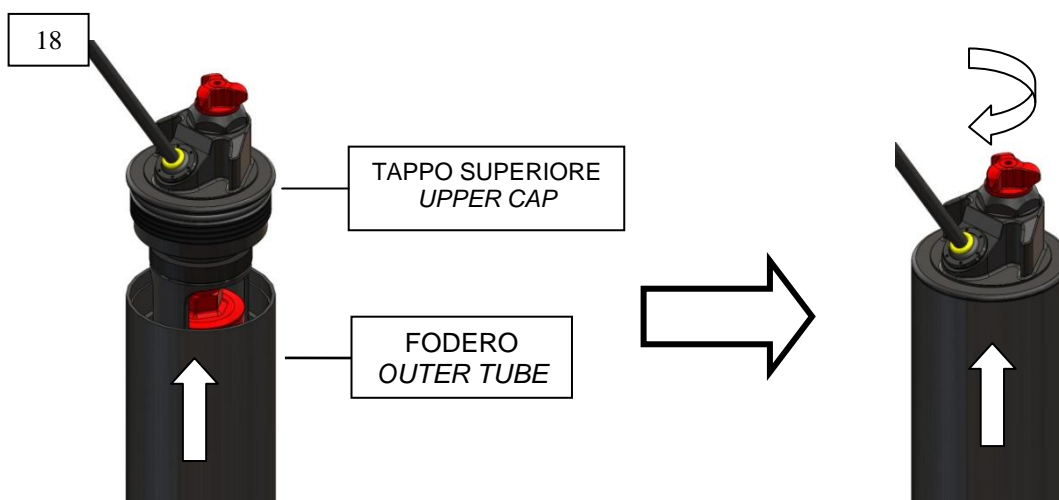 18
TAPPO SUPERIORE
UPPER CAP
FODERO
OUTER TUBE